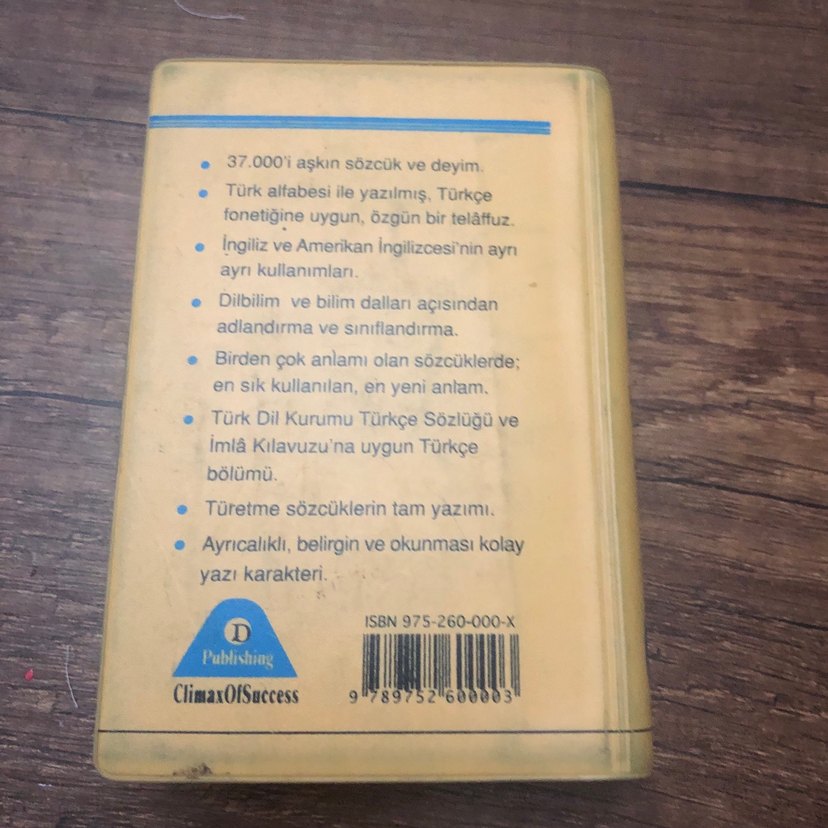 • 37.000'i aşkın sözcük ve deyim.
• Türk alfabesi ile yazılmış, Türkçe
fonetiğine uygun, özgün bir telâffuz.
• İngiliz ve Amerikan İngilizcesi'nin ayrı
ayrı kullanımları.
• Dilbilim ve bilim dalları açısından
adlandırma ve sınıflandırma.
• Birden çok anlamı olan sözcüklerde;
en sık kullanılan, en yeni anlam.
• Türk Dil Kurumu Türkçe Sözlüğü ve
İmlâ Kılavuzu'na uygun Türkçe
bölümü.
• Türetme sözcüklerin tam yazımı.
• Ayrıcalıklı, belirgin ve okunması kolay
yazı karakteri.
D
Publishing
ClimaxOfSuccess
ISBN 975-260-000-X
9 789752 600003